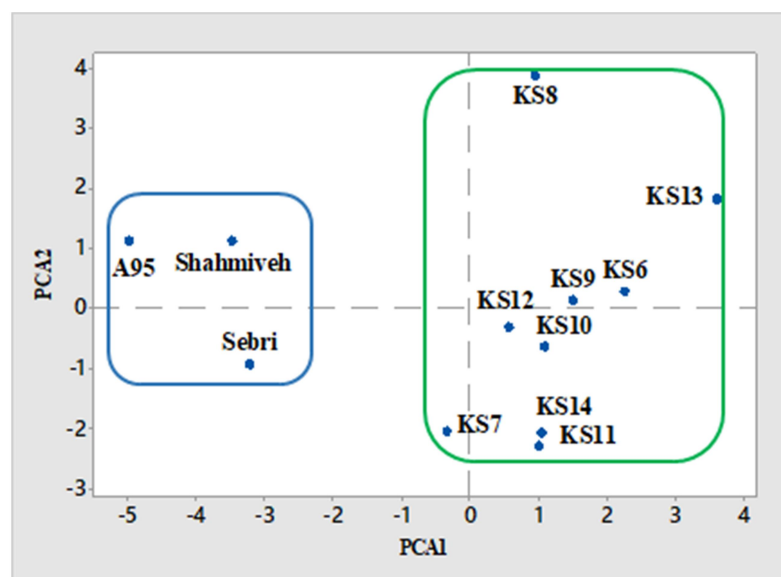 4
KS8
3
2
KS13
1
A95
Shahmiveh
KS9
KS6
PCA2
0
KS12
KS10
Sebri
-1
KS14
-2
KS7
KS11
-3
-5
-4
-3
-2
-1
0
1
2
3
4
PCA1